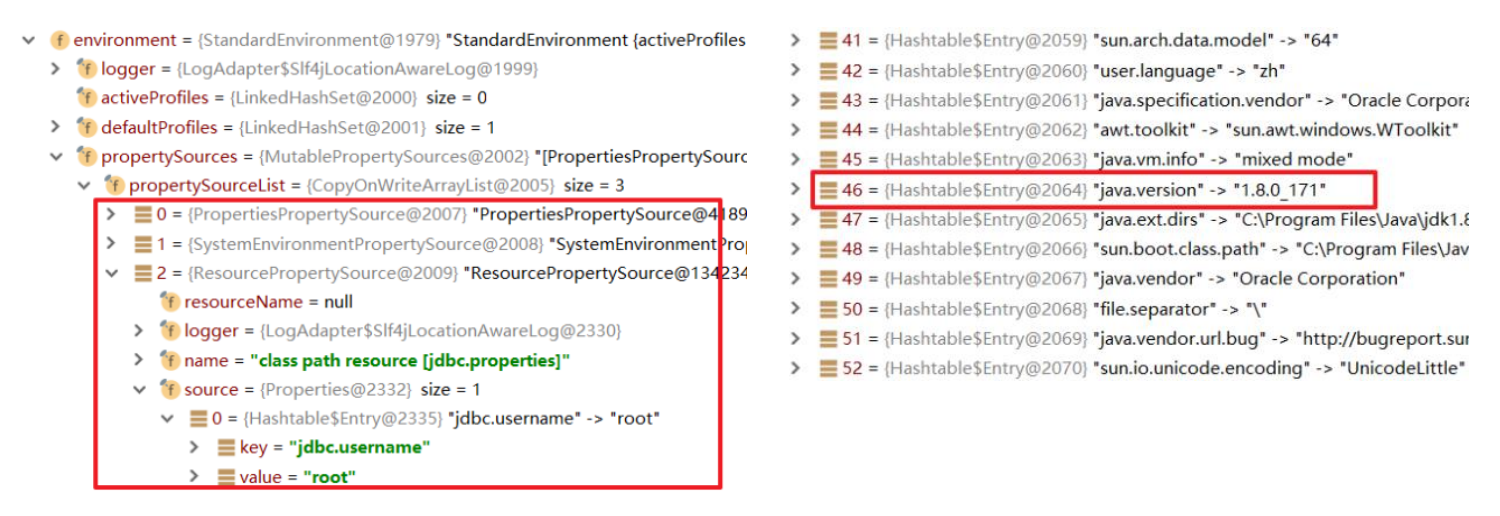 environment = {StandardEnvironment@1979} "StandardEnvironment {activeProfiles
logger = {LogAdapter$Slf4jLocationAwareLog@1999}
activeProfiles = {LinkedHashSet@2000} size = 0
defaultProfiles = {LinkedHashSet@2001} size = 1
propertySources = {MutablePropertySources@2002} "[PropertiesPropertySourc
propertySourceList = {CopyOnWriteArrayList@2005} size = 3
0 = {PropertiesPropertySource@2007} "PropertiesPropertySource@4189
1 = {SystemEnvironmentPropertySource@2008} "SystemEnvironmentProp
2 = {ResourcePropertySource@2009} "ResourcePropertySource@134234
resourceName = null
logger = {LogAdapter$Slf4jLocationAwareLog@2330}
name = "class path resource [jdbc.properties]"
source = {Properties@2332} size = 1
0 = {Hashtable$Entry@2335} "jdbc.username" -> "root"
key = "jdbc.username"
value = "root"
41 = {Hashtable$Entry@2059} "sun.arch.data.model" -> "64"
42 = {Hashtable$Entry@2060} "user.language" -> "zh"
43 = {Hashtable$Entry@2061} "java.specification.vendor" -> "Oracle Corpora
44 = {Hashtable$Entry@2062} "awt.toolkit" -> "sun.awt.windows.WToolkit"
45 = {Hashtable$Entry@2063} "java.vm.info" -> "mixed mode"
46 = {Hashtable$Entry@2064} "java.version" -> "1.8.0_171"
47 = {Hashtable$Entry@2065} "java.ext.dirs" -> "C:\Program Files\Java\jdk1.8
48 = {Hashtable$Entry@2066} "sun.boot.class.path" -> "C:\Program Files\Jav
49 = {Hashtable$Entry@2067} "java.vendor" -> "Oracle Corporation"
50 = {Hashtable$Entry@2068} "file.separator" -> "\"
51 = {Hashtable$Entry@2069} "java.vendor.url.bug" -> "http://bugreport.sun
52 = {Hashtable$Entry@2070} "sun.io.unicode.encoding" -> "UnicodeLittle"